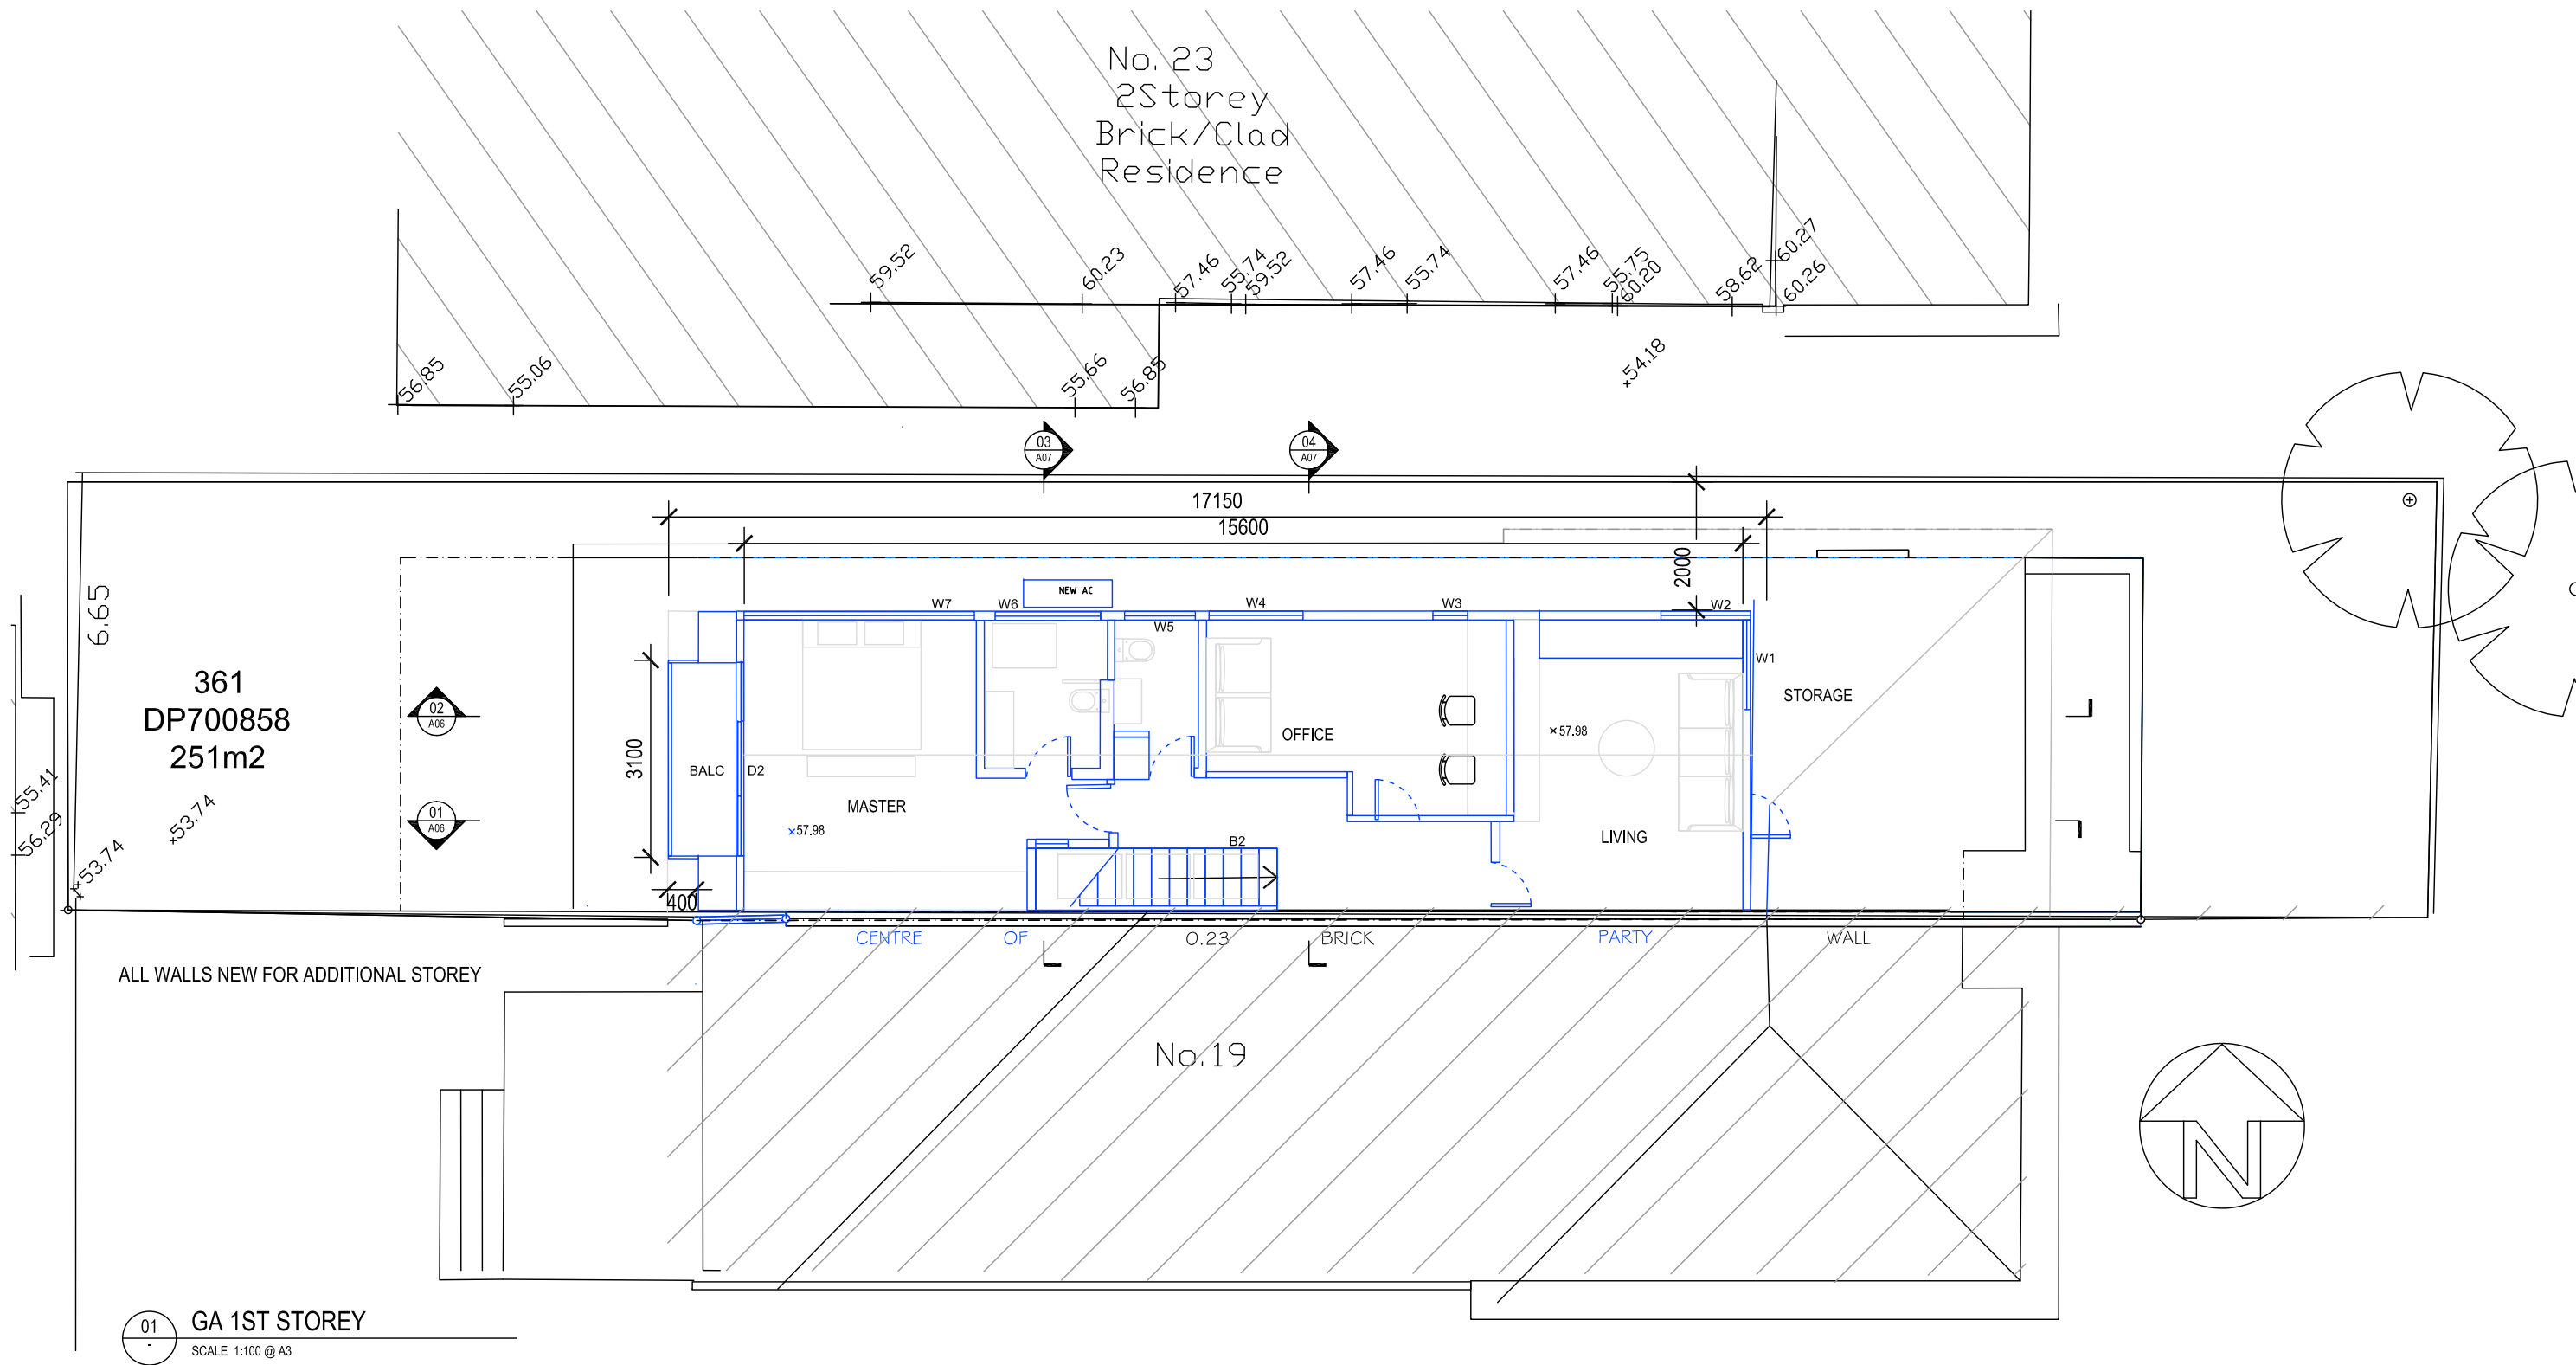 No. 23
2Storey
Brick/Clad
Residence
59.52
60.23
57.46
55.74
59.52
57.46
55.74
57.46
55.75
60.20
58.62
60.27
60.26
56.85
55.06
55.66
56.85
54.18
03
A07
04
A07
17150
15600
2000
6.65
NEW AC
W7
W6
W5
W4
W3
W2
W1
361
DP700858
251m2
02
A06
01
A06
3100
BALC
D2
MASTER
57.98
OFFICE
57.98
LIVING
STORAGE
B2
400
55.41
56.29
53.74
53.74
CENTRE OF 0.23 BRICK PARTY WALL
ALL WALLS NEW FOR ADDITIONAL STOREY
No.19
N
01
-
GA 1ST STOREY
SCALE 1:100 @ A3